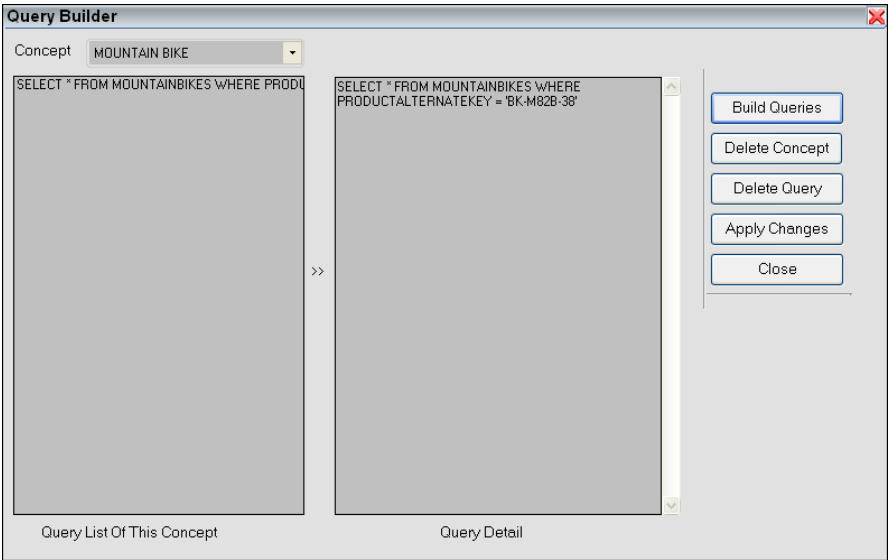 Query Builder
Concept MOUNTAIN BIKE
SELECT * FROM MOUNTAINBIKES WHERE PRODU
SELECT * FROM MOUNTAINBIKES WHERE
PRODUCTALTERNATEKEY = 'BK-M82B-38'
>>
Build Queries
Delete Concept
Delete Query
Apply Changes
Close
Query List Of This Concept
Query Detail